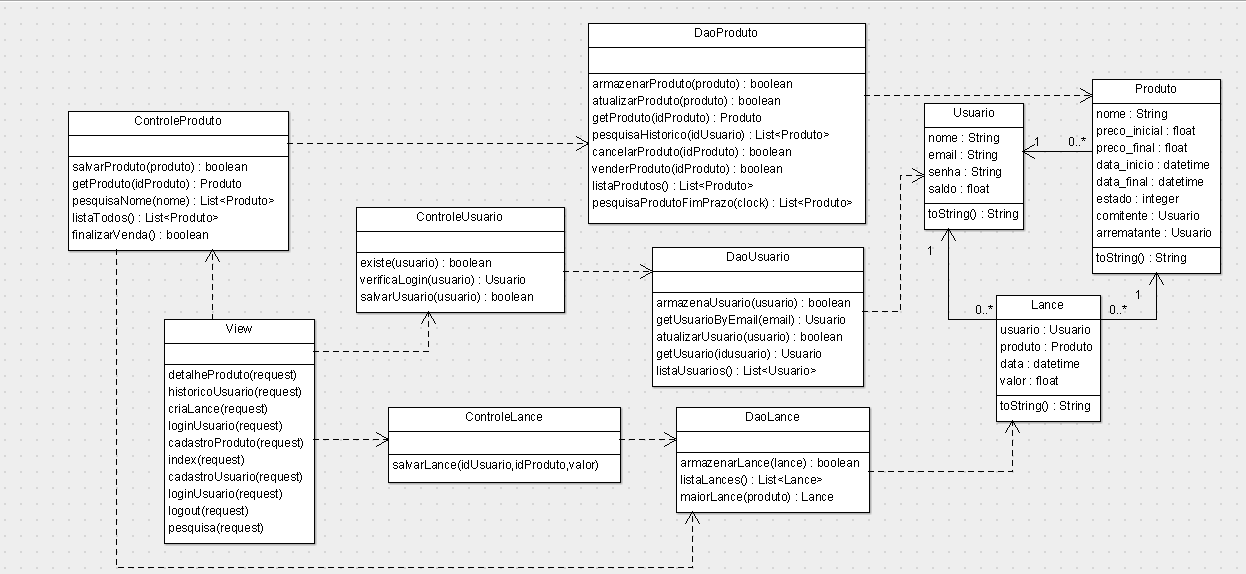 DaoProduto
armazenarProduto(produto) : boolean
atualizarProduto(produto) : boolean
getProduto(idProduto) : Produto
pesquisaHistorico(idUsuario) : List<Produto>
cancelarProduto(idProduto) : boolean
venderProduto(idProduto) : boolean
listaProdutos() : List<Produto>
pesquisaProdutoFimPrazo(clock) : List<Produto>
Produto
nome : String
preco_inicial : float
preco_final : float
data_inicio : datetime
data_final : datetime
estado : integer
comitente : Usuario
arrematante : Usuario
toString() : String
Usuario
nome : String
email : String
senha : String
saldo : float
toString() : String
1
0..*
ControleProduto
salvarProduto(produto) : boolean
getProduto(idProduto) : Produto
pesquisaNome(nome) : List<Produto>
listaTodos() : List<Produto>
finalizarVenda() : boolean
ControleUsuario
existe(usuario) : boolean
verificaLogin(usuario) : Usuario
salvarUsuario(usuario) : boolean
DaoUsuario
armazenaUsuario(usuario) : boolean
getUsuarioByEmail(email) : Usuario
atualizarUsuario(usuario) : boolean
getUsuario(idusuario) : Usuario
listaUsuarios() : List<Usuario>
1
0..*
1
0..*
Lance
usuario : Usuario
produto : Produto
data : datetime
valor : float
toString() : String
View
detalheProduto(request)
historicoUsuario(request)
criaLance(request)
loginUsuario(request)
cadastroProduto(request)
index(request)
cadastroUsuario(request)
loginUsuario(request)
logout(request)
pesquisa(request)
ControleLance
salvarLance(idUsuario,idProduto,valor)
DaoLance
armazenarLance(lance) : boolean
listaLances() : List<Lance>
maiorLance(produto) : Lance